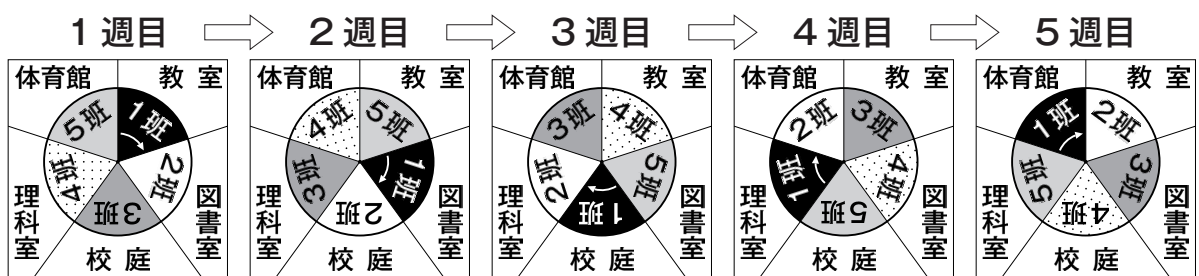 1週目
2週目
3週目
4週目
5週目
体育館
教室
5班
1班
4班
2班
3班
理科室
図書室
校庭
体育館
教室
4班
5班
3班
1班
2班
理科室
図書室
校庭
体育館
教室
3班
4班
2班
5班
1班
理科室
図書室
校庭
体育館
教室
2班
3班
1班
4班
5班
理科室
図書室
校庭
体育館
教室
1班
2班
5班
3班
4班
理科室
図書室
校庭